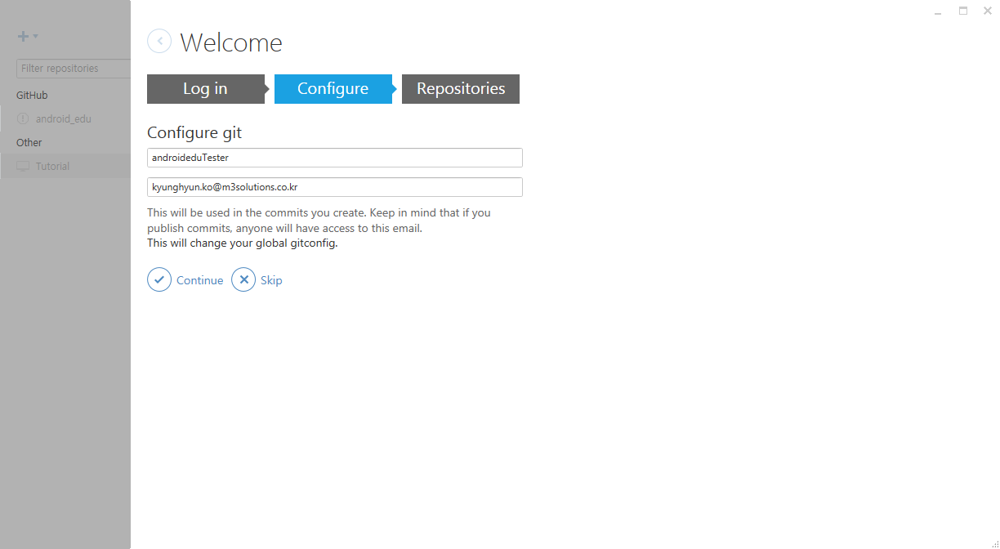 Filter repositories
GitHub
android_edu
Other
Tutorial
Welcome
Log in
Configure
Repositories
Configure git
androideduTester
kyunghyun.ko@m3solutions.co.kr
This will be used in the commits you create. Keep in mind that if you
publish commits, anyone will have access to this email.
This will change your global gitconfig.
Continue
Skip